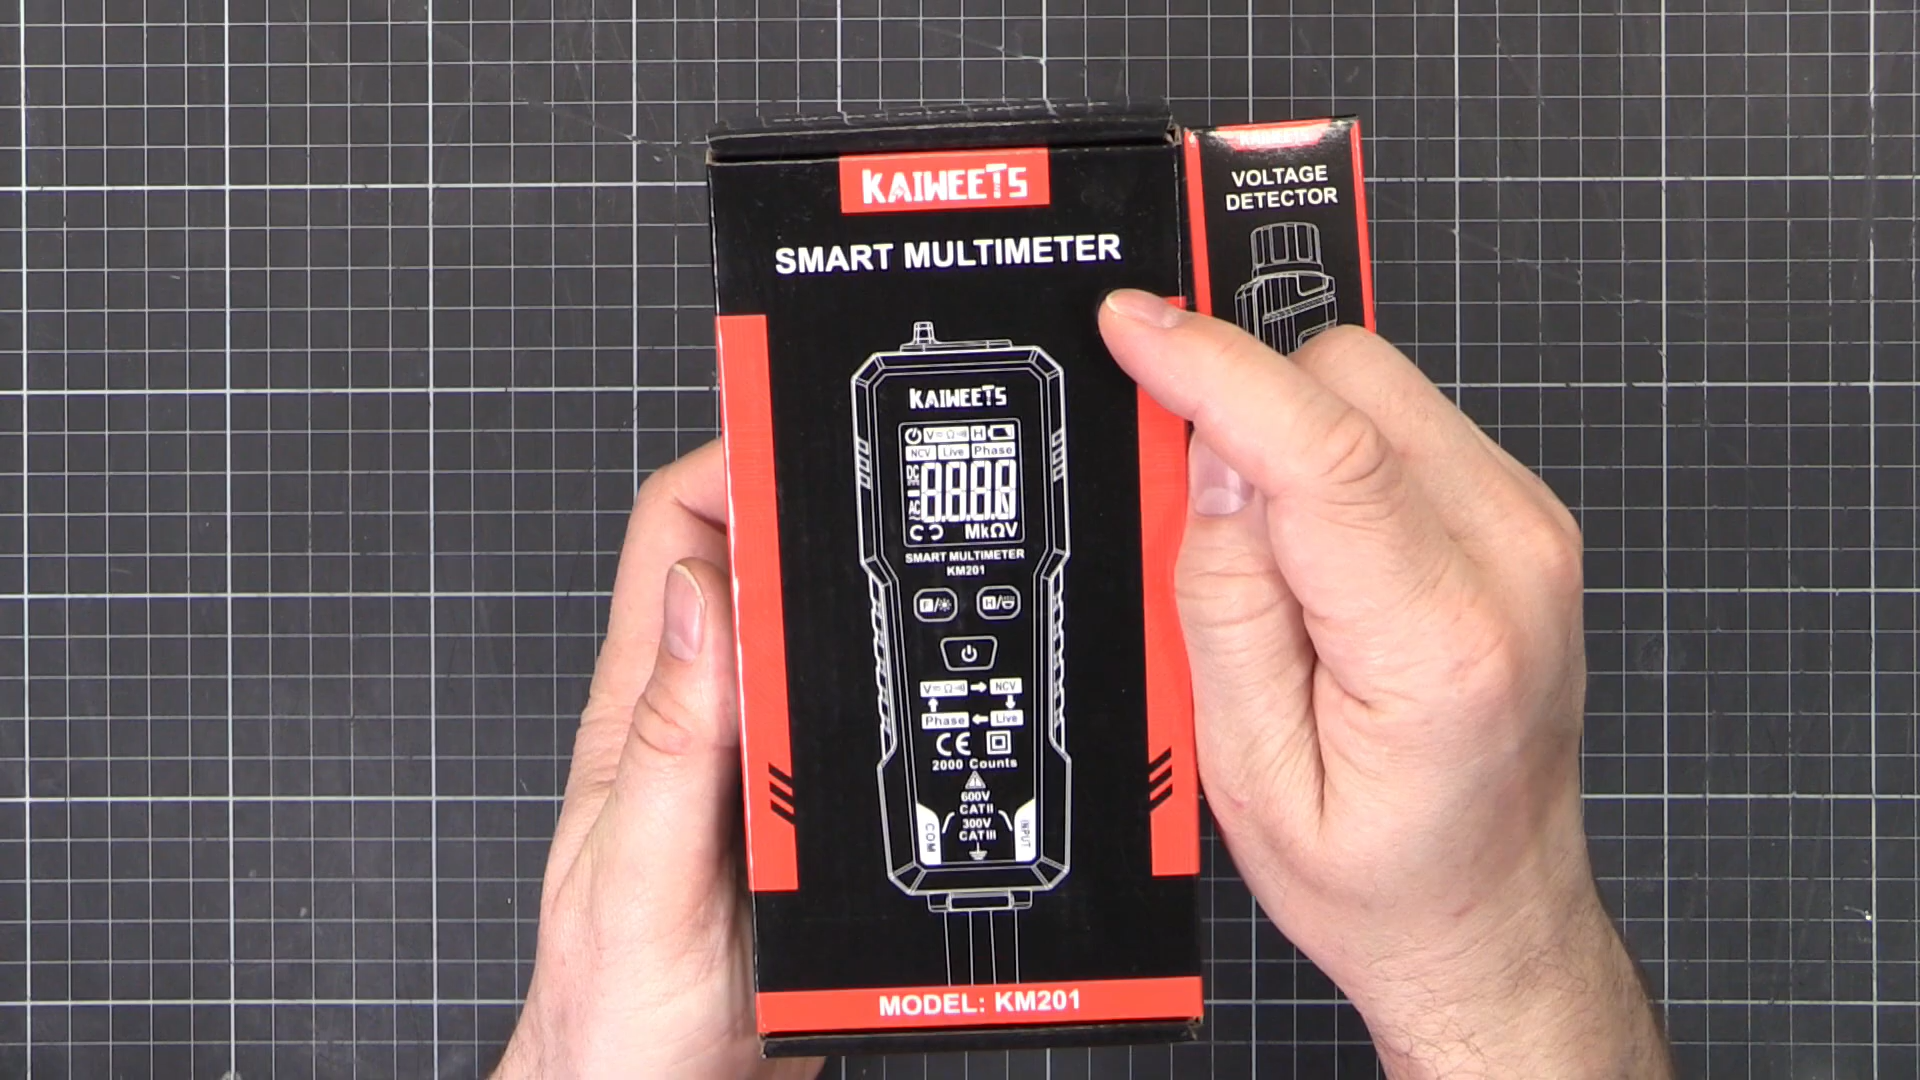 KAIWEETS
SMART MULTIMETER
KAIWEETS
V Ω H
NCV Live Phase
DC
8.8.8.8
AC
MkΩV
SMART MULTIMETER
KM201
F/ H/
V Ω NCV
Phase Live
CE
2000 Counts
600V
CAT II
300V
CAT III
COM
INPUT
MODEL: KM201
KAIWEETS
VOLTAGE
DETECTOR